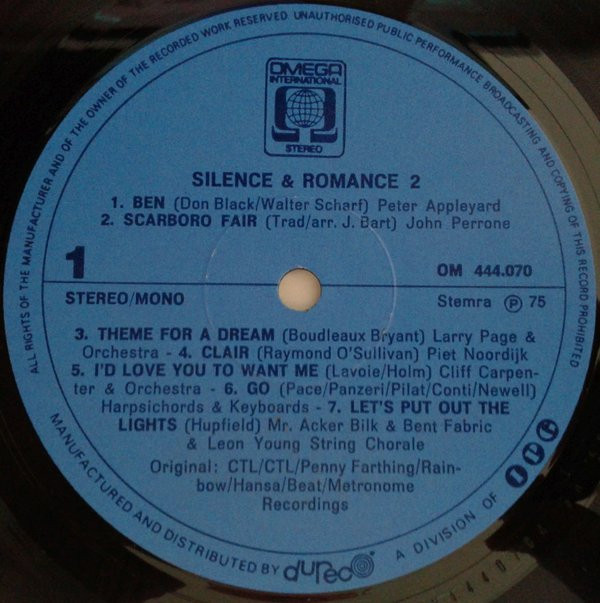 ALL RIGHTS OF THE MANUFACTURER AND OF THE OWNER OF THE RECORDED WORK RESERVED. UNAUTHORISED PUBLIC PERFORMANCE BROADCASTING AND COPYING OF THIS RECORD PROHIBITED
OMEGA
INTERNATIONAL
STEREO
SILENCE & ROMANCE 2
1. BEN (Don Black/Walter Scharf) Peter Appleyard
2. SCARBORO FAIR (Trad/arr. J. Bart) John Perrone
1
OM 444.070
STEREO/MONO
Stemra Ⓟ 75
3. THEME FOR A DREAM (Boudleaux Bryant) Larry Page &
Orchestra - 4. CLAIR (Raymond O'Sullivan) Piet Noordijk
5. I'D LOVE YOU TO WANT ME (Lavoie/Holm) Cliff Carpen-
ter & Orchestra - 6. GO (Pace/Panzeri/Pilat/Conti/Newell)
Harpsichords & Keyboards - 7. LET'S PUT OUT THE
LIGHTS (Hupfield) Mr. Acker Bilk & Bent Fabric
& Leon Young String Chorale
Original: CTL/CTL/Penny Farthing/Rain-
bow/Hansa/Beat/Metronome
Recordings
MANUFACTURED AND DISTRIBUTED BY dureco A DIVISION OF